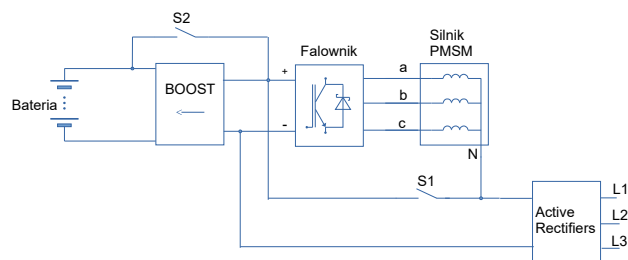 S2
Bateria
BOOST
+
-
Falownik
a
b
c
Silnik
PMSM
N
S1
Active
Rectifiers
L1
L2
L3